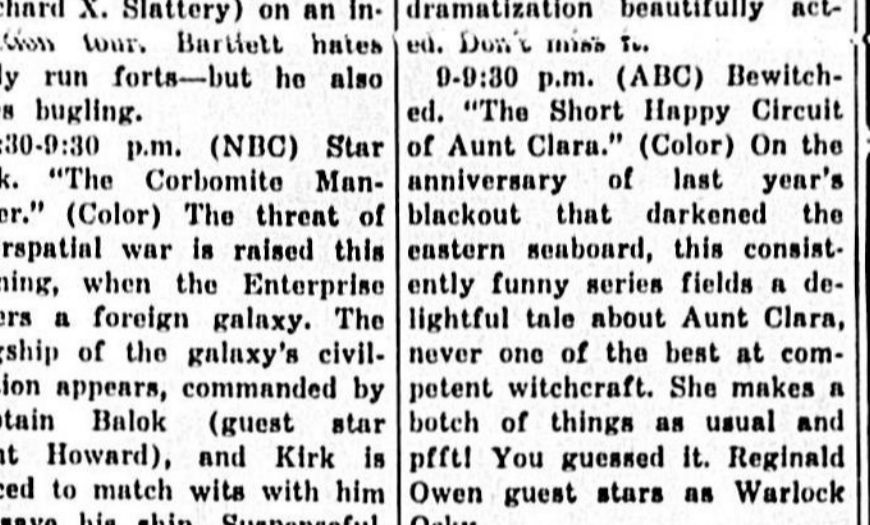 chard X. Slattery) on an in-
tion tour. Bartlett hates
ly run forts—but he also
s bugling.
:30-9:30 p.m. (NBC) Star
k. "The Corbomite Man-
er." (Color) The threat of
rspatial war is raised this
ning, when the Enterprise
ers a foreign galaxy. The
gship of the galaxy's civil-
ion appears, commanded by
tain Balok (guest star
nt Howard), and Kirk is
ced to match wits with him
save his ship. Suspenseful
dramatization beautifully act-
ed. Don't miss it.
9-9:30 p.m. (ABC) Bewitch-
ed. "The Short Happy Circuit
of Aunt Clara." (Color) On the
anniversary of last year's
blackout that darkened the
eastern seaboard, this consist-
ently funny series fields a de-
lightful tale about Aunt Clara,
never one of the best at com-
petent witchcraft. She makes a
botch of things as usual and
pfft! You guessed it. Reginald
Owen guest stars as Warlock